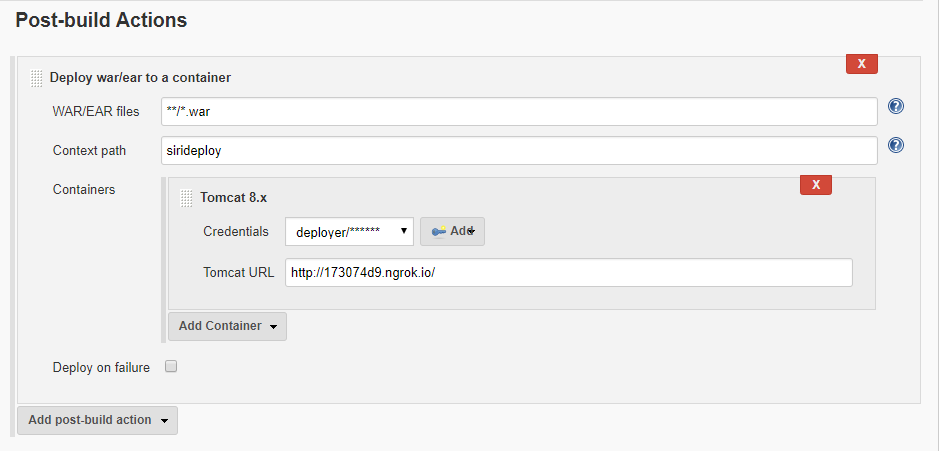 Post-build Actions
X
Deploy war/ear to a container
WAR/EAR files **/*.war ?
Context path sirideploy ?
Containers
X
Tomcat 8.x
Credentials deployer/****** Add
Tomcat URL http://173074d9.ngrok.io/
Add Container
Deploy on failure
Add post-build action